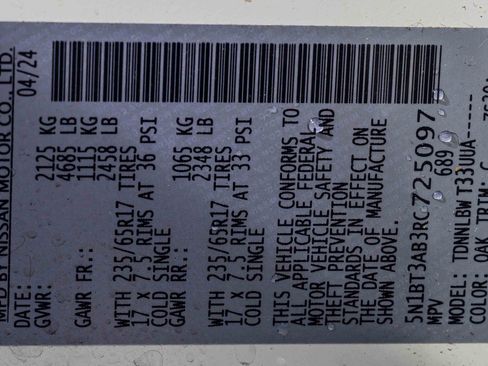 MFD BY NISSAN MOTOR CO., LTD.
DATE: 04/24
GVWR: 2125 KG
4685 LB
GAWR FR.: 1115 KG
2458 LB
WITH 235/65R17 TIRES
17 x 7.5 RIMS AT 36 PSI
COLD SINGLE
GAWR RR.: 1065 KG
2348 LB
WITH 235/65R17 TIRES
17 x 7.5 RIMS AT 33 PSI
COLD SINGLE
THIS VEHICLE CONFORMS TO
ALL APPLICABLE FEDERAL
MOTOR VEHICLE SAFETY AND
THEFT PREVENTION
STANDARDS IN EFFECT ON
THE DATE OF MANUFACTURE
SHOWN ABOVE.
5N1BT3AB3RC725097
MPV 689
MODEL: TDNNLBW T33UUA-----
COLOR: TRIM: C
OAK